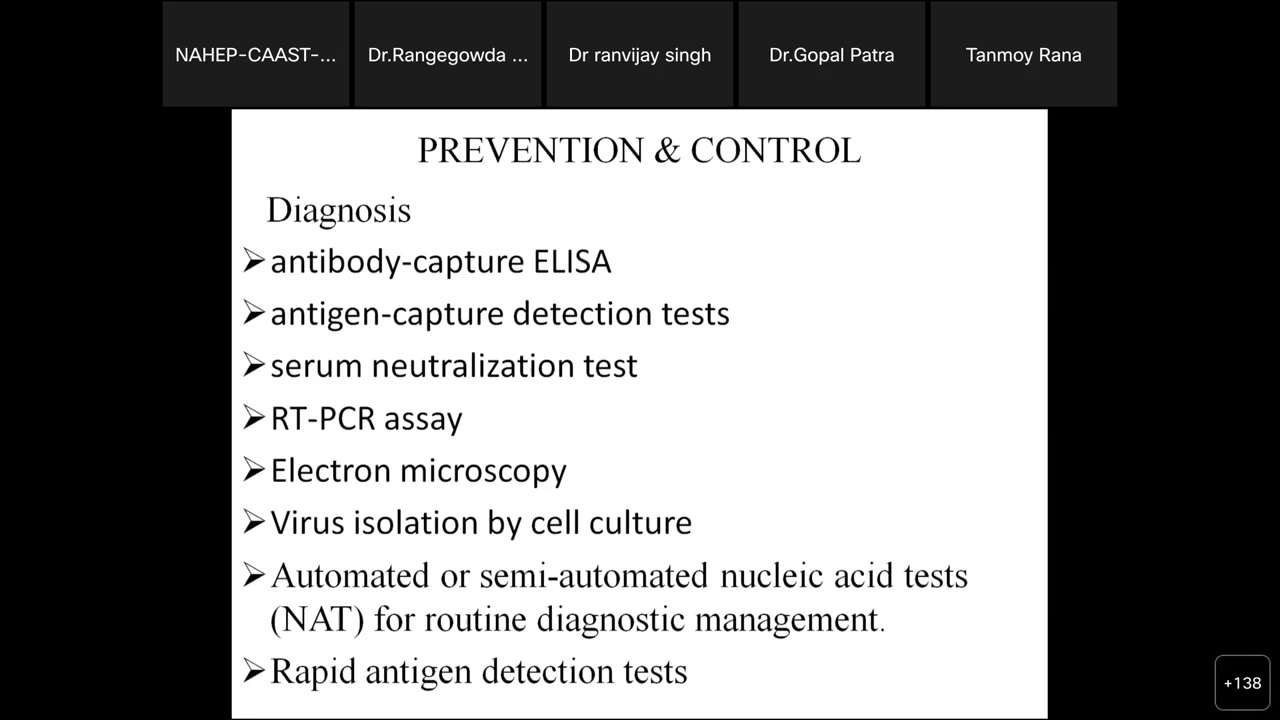 NAHEP-CAAST-...
Dr.Rangegowda ...
Dr ranvijay singh
Dr.Gopal Patra
Tanmoy Rana
PREVENTION & CONTROL
Diagnosis
➢antibody-capture ELISA
➢antigen-capture detection tests
➢serum neutralization test
➢RT-PCR assay
➢Electron microscopy
➢Virus isolation by cell culture
➢Automated or semi-automated nucleic acid tests
(NAT) for routine diagnostic management.
➢Rapid antigen detection tests
+138